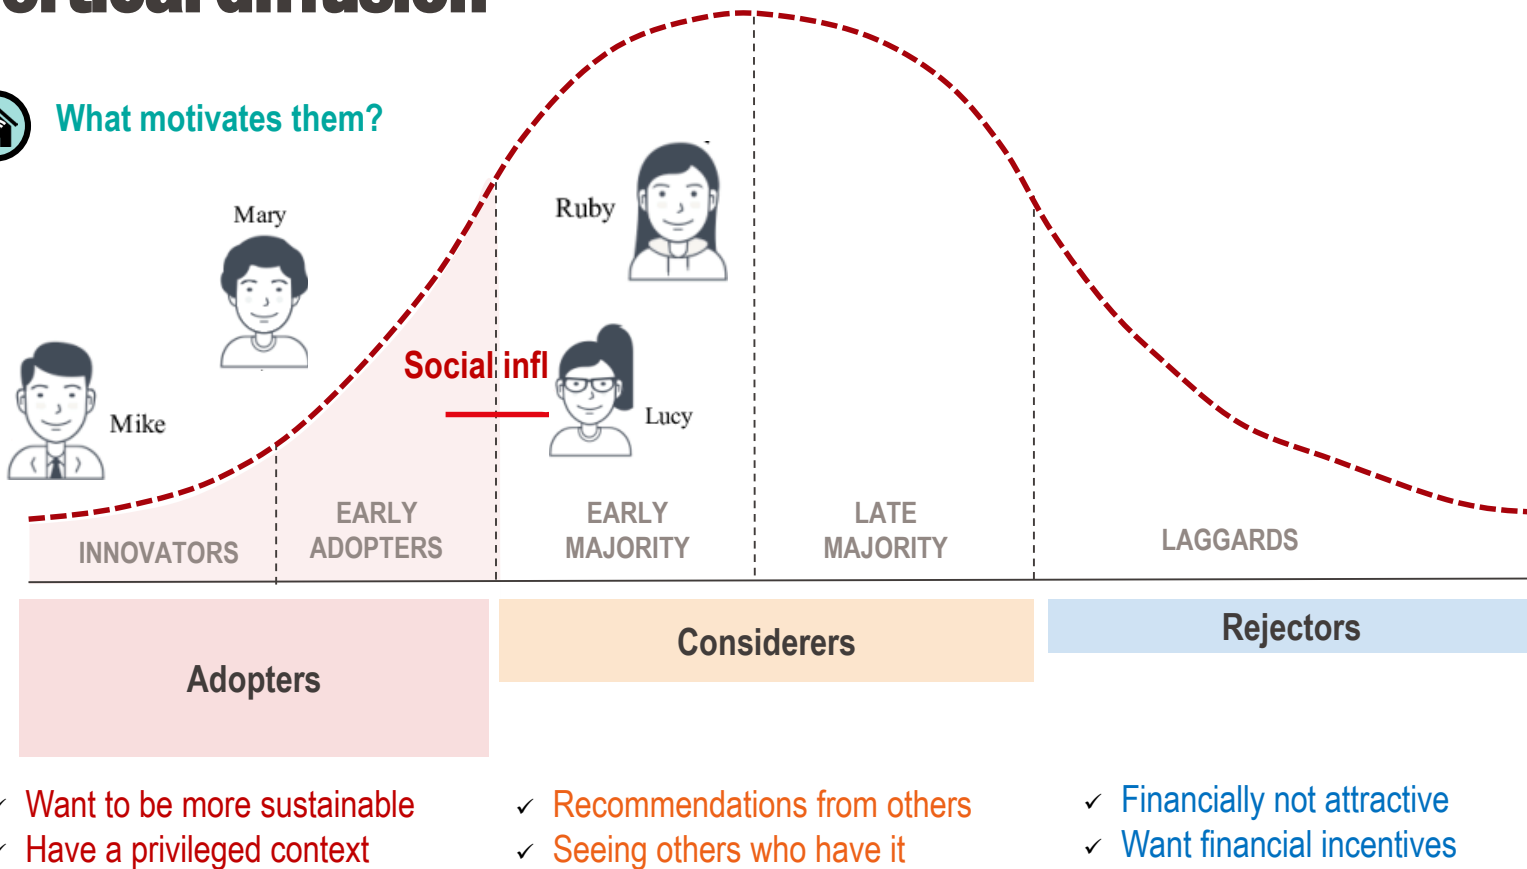 diffusion
What motivates them?
Mary
Ruby
Social infl
Mike
Lucy
INNOVATORS
EARLY
ADOPTERS
EARLY
MAJORITY
LATE
MAJORITY
LAGGARDS
Adopters
Considerers
Rejectors
Want to be more sustainable
Have a privileged context
Recommendations from others
Seeing others who have it
Financially not attractive
Want financial incentives